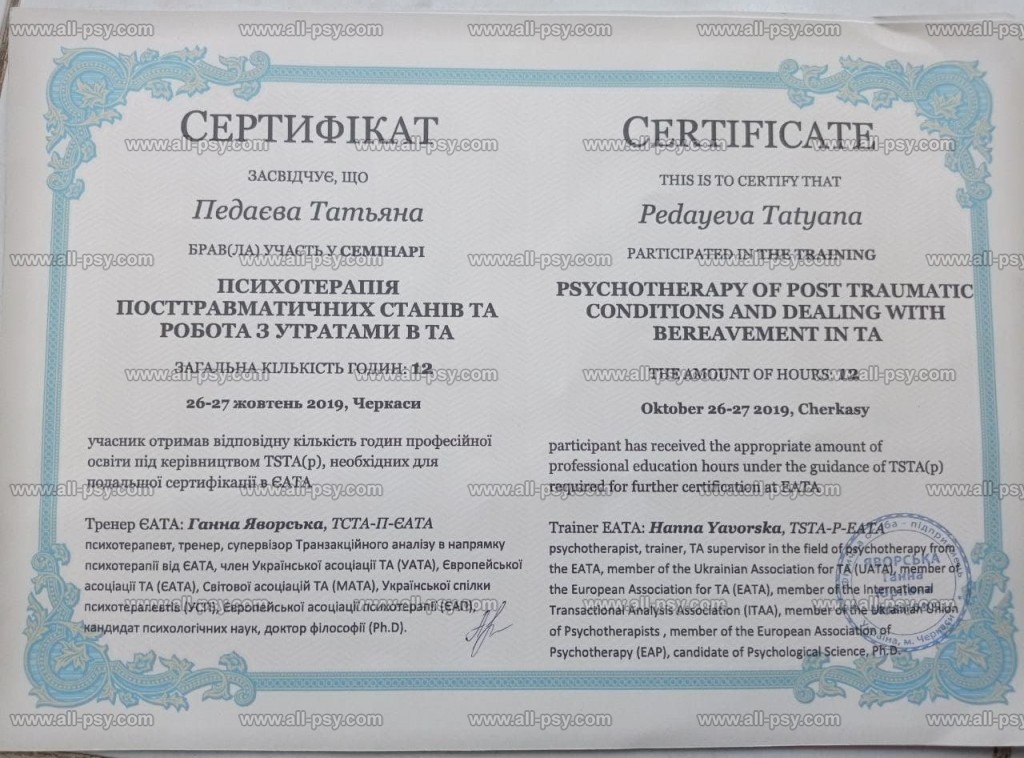 СЕРТИФІКАТ
ЗАСВІДЧУЄ, ЩО
Педаєва Татьяна
БРАВ(ЛА) УЧАСТЬ У СЕМІНАРІ
ПСИХОТЕРАПІЯ
ПОСТТРАВМАТИЧНИХ СТАНІВ ТА
РОБОТА З УТРАТАМИ В ТА
ЗАГАЛЬНА КІЛЬКІСТЬ ГОДИН: 12
26-27 жовтень 2019, Черкаси
учасник отримав відповідну кількість годин професійної
освіти під керівництвом TSTA(p), необхідних для
подальшої сертифікації в ЄАТА
Тренер ЄАТА: Ганна Яворська, ТСТА-П-ЄАТА
психотерапевт, тренер, супервізор Транзакційного аналізу в напрямку
психотерапії від ЄАТА, член Української асоціації ТА (УАТА), Європейської
асоціації ТА (ЄАТА), Світової асоціацій ТА (МАТА), Української спілки
психотерапевтів (УСП), Європейської асоціації психотерапії (ЄАП),
кандидат психологічних наук, доктор філософії (Ph.D).
CERTIFICATE
THIS IS TO CERTIFY THAT
Pedayeva Tatyana
PARTICIPATED IN THE TRAINING
PSYCHOTHERAPY OF POST TRAUMATIC
CONDITIONS AND DEALING WITH
BEREAVEMENT IN TA
THE AMOUNT OF HOURS: 12
Oktober 26-27 2019, Cherkasy
participant has received the appropriate amount of
professional education hours under the guidance of TSTA(p)
required for further certification at EATA
Trainer EATA: Hanna Yavorska, TSTA-P-EATA
psychotherapist, trainer, TA supervisor in the field of psychotherapy from
the EATA, member of the Ukrainian Association for TA (UATA), member of
the European Association for TA (EATA), member of the International
Transactional Analysis Association (ITAA), member of the Ukrainian Union
of Psychotherapists , member of the European Association of
Psychotherapy (EAP), candidate of Psychological Science, Ph.D.
ЯВОРСЬКА
Ганна
www.all-psy.com